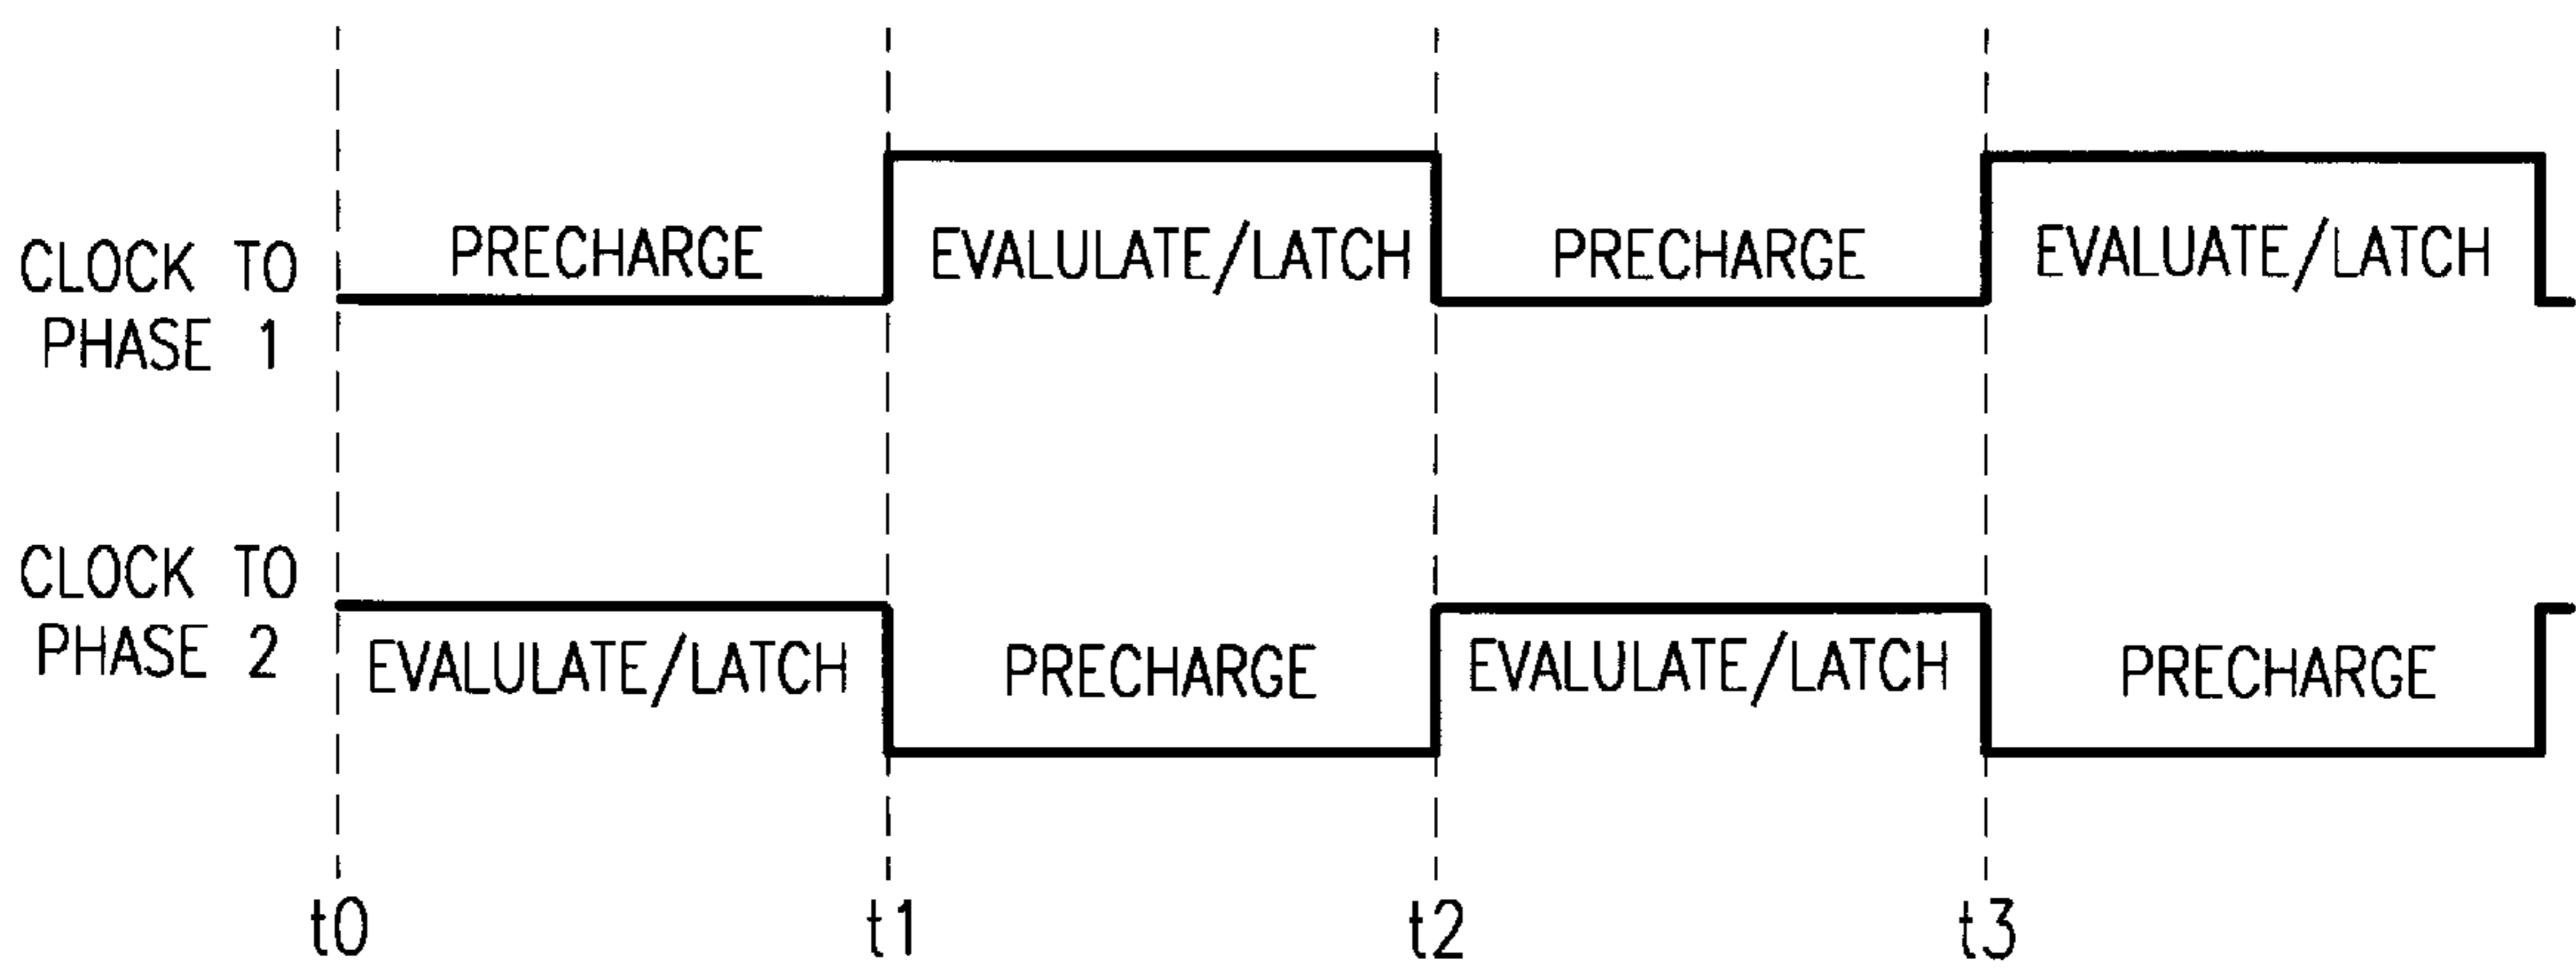 PRECHARGE EVALULATE/LATCH PRECHARGE EVALUATE/LATCH
CLOCK TO
PHASE 1
CLOCK TO
PHASE 2
EVALULATE/LATCH PRECHARGE EVALULATE/LATCH PRECHARGE
t0 t1 t2 t3